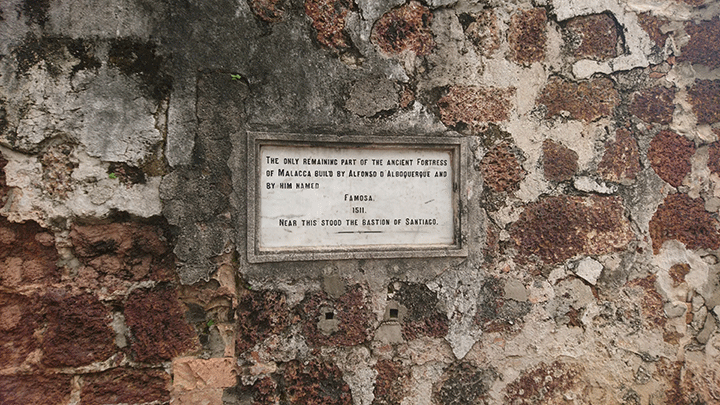 THE ONLY REMAINING PART OF THE ANCIENT FORTRESS
OF MALACCA BUIL'D BY ALFONSO D ALBOQUERQUE AND
BY HIM NAMED
FAMOSA.
1511.
NEAR THIS STOOD THE BASTION OF SANTIAGO.